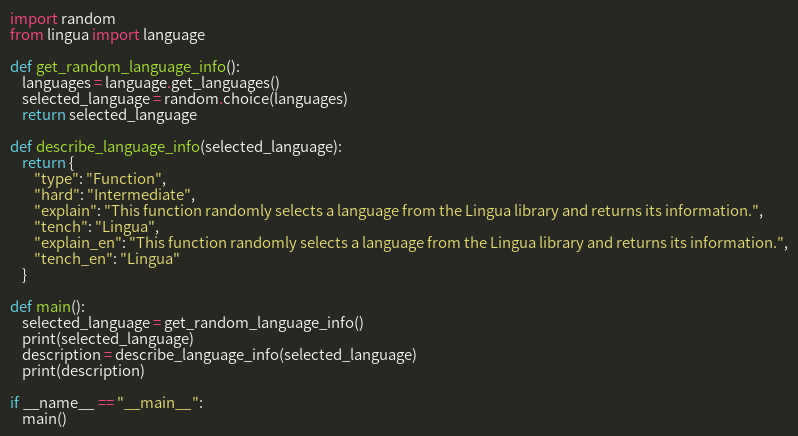 import random
from lingua import language

def get_random_language_info():
    languages = language.get_languages()
    selected_language = random.choice(languages)
    return selected_language

def describe_language_info(selected_language):
    return {
        "type": "Function",
        "hard": "Intermediate",
        "explain": "This function randomly selects a language from the Lingua library and returns its information.",
        "tench": "Lingua",
        "explain_en": "This function randomly selects a language from the Lingua library and returns its information.",
        "tench_en": "Lingua"
    }

def main():
    selected_language = get_random_language_info()
    print(selected_language)
    description = describe_language_info(selected_language)
    print(description)

if __name__ == "__main__":
    main()